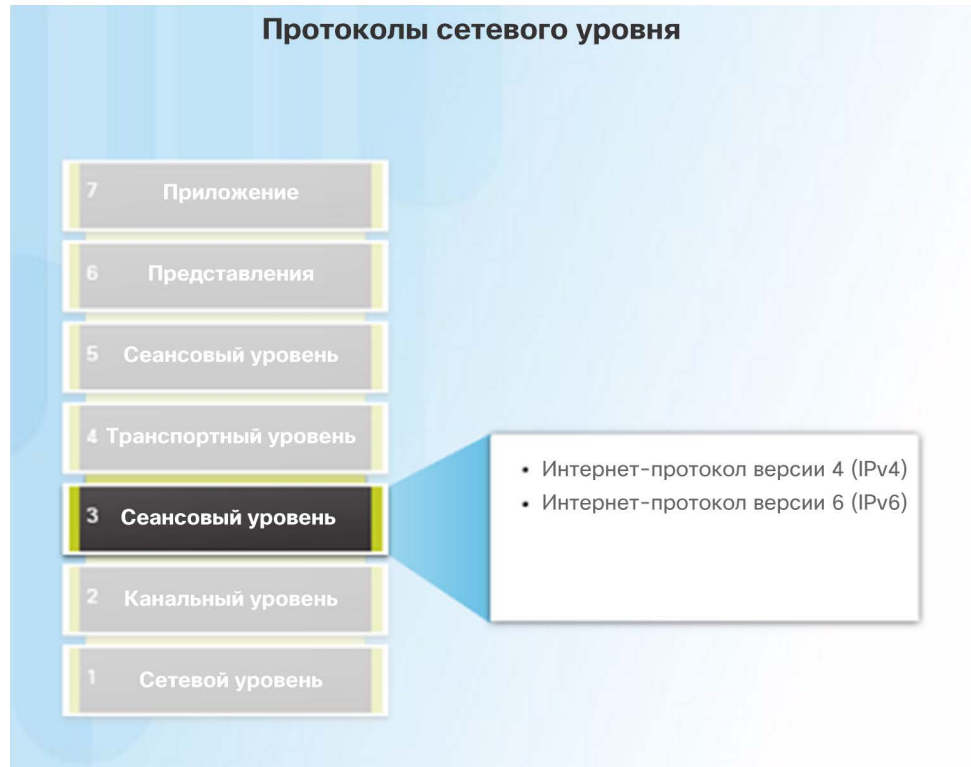 Протоколы сетевого уровня
7 Приложение
6 Представления
5 Сеансовый уровень
4 Транспортный уровень
• Интернет-протокол версии 4 (IPv4)
• Интернет-протокол версии 6 (IPv6)
3 Сеансовый уровень
2 Канальный уровень
1 Сетевой уровень